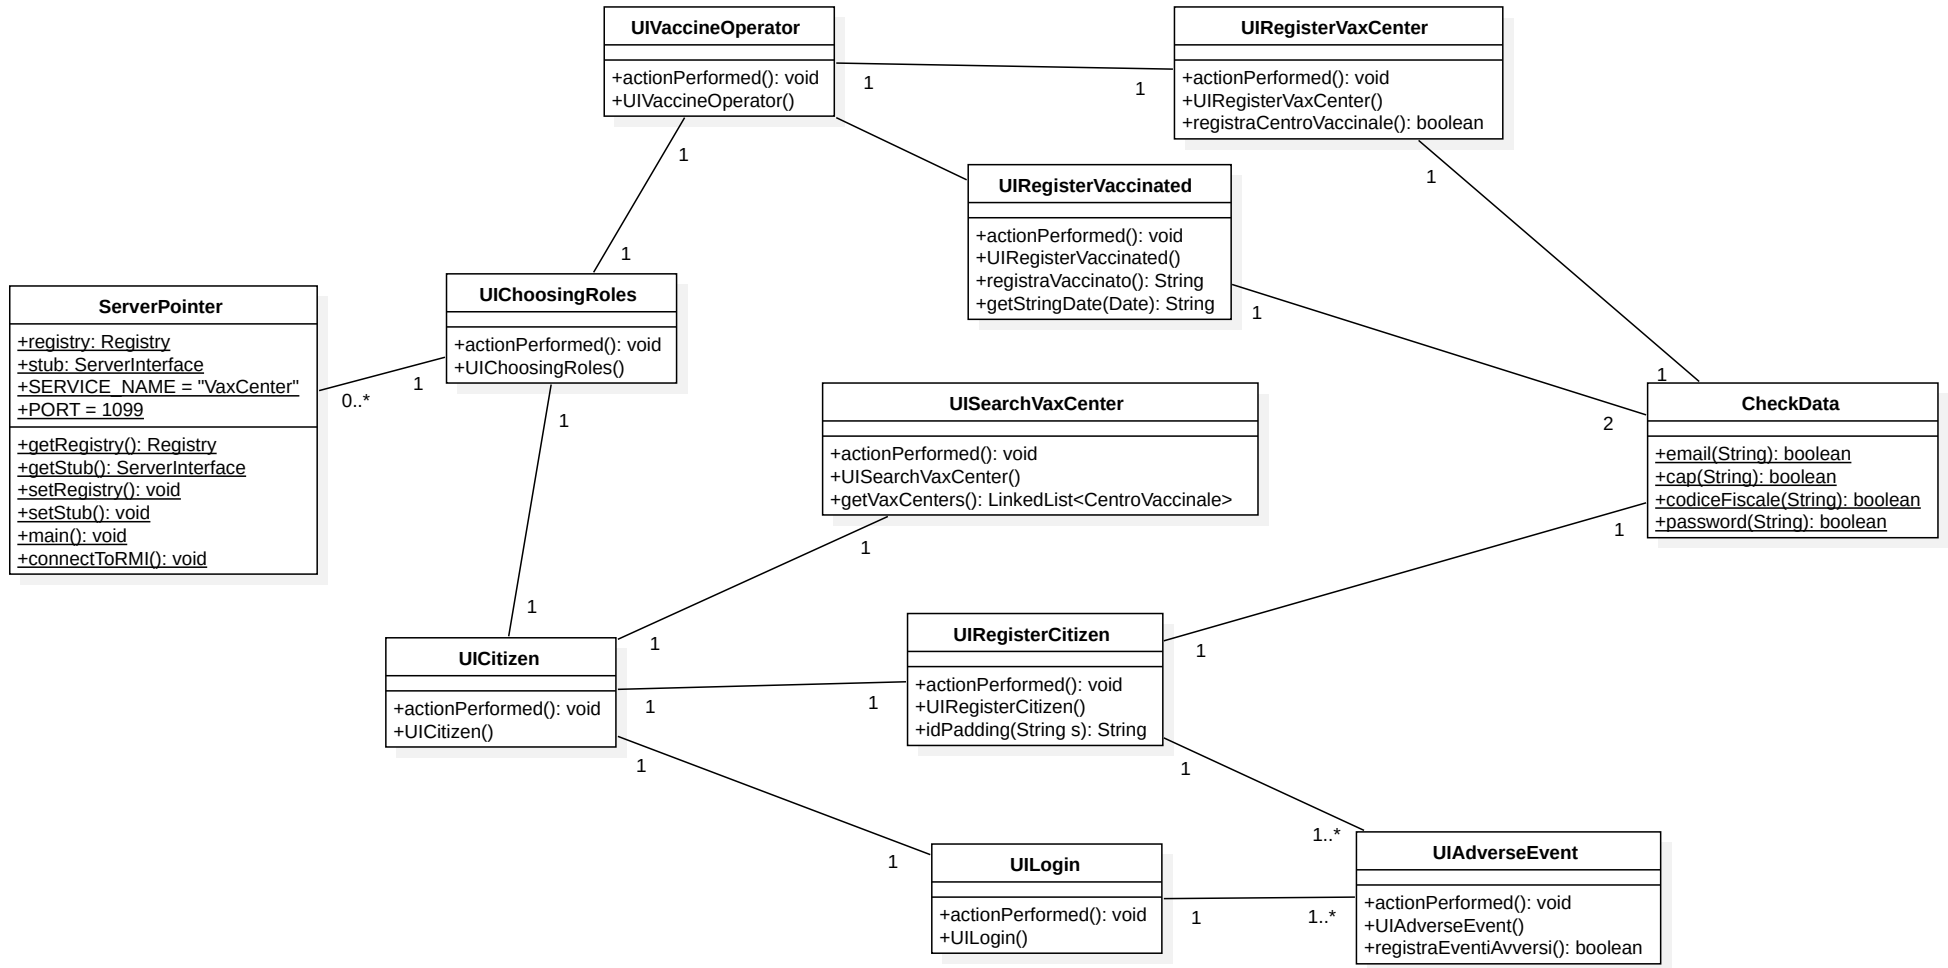 UIVaccineOperator
+actionPerformed(): void
+UIVaccineOperator()
1
1
UIRegisterVaxCenter
+actionPerformed(): void
+UIRegisterVaxCenter()
+registraCentroVaccinale(): boolean
1
1
1
1
UIRegisterVaccinated
+actionPerformed(): void
+UIRegisterVaccinated()
+registraVaccinato(): String
+getStringDate(Date): String
1
2
ServerPointer
+registry: Registry
+stub: ServerInterface
+SERVICE_NAME = "VaxCenter"
+PORT = 1099
+getRegistry(): Registry
+getStub(): ServerInterface
+setRegistry(): void
+setStub(): void
+main(): void
+connectToRMI(): void
0..*
1
UIChoosingRoles
+actionPerformed(): void
+UIChoosingRoles()
1
1
UISearchVaxCenter
+actionPerformed(): void
+UISearchVaxCenter()
+getVaxCenters(): LinkedList<CentroVaccinale>
1
1
CheckData
+email(String): boolean
+cap(String): boolean
+codiceFiscale(String): boolean
+password(String): boolean
1
1
UICitizen
+actionPerformed(): void
+UICitizen()
1
1
UIRegisterCitizen
+actionPerformed(): void
+UIRegisterCitizen()
+idPadding(String s): String
1
1..*
1
1
UILogin
+actionPerformed(): void
+UILogin()
1
1..*
UIAdverseEvent
+actionPerformed(): void
+UIAdverseEvent()
+registraEventiAvversi(): boolean